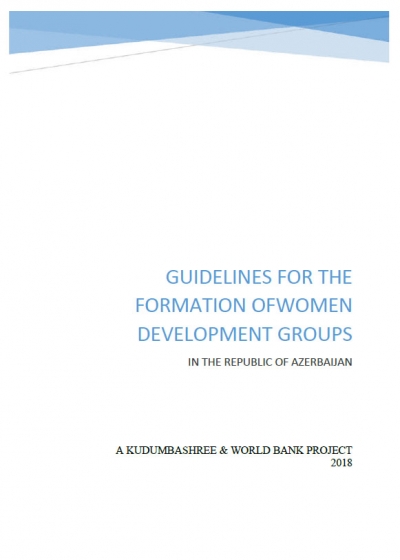 GUIDELINES FOR THE
FORMATION OFWOMEN
DEVELOPMENT GROUPS
IN THE REPUBLIC OF AZERBAIJAN
A KUDUMBASHREE & WORLD BANK PROJECT
2018